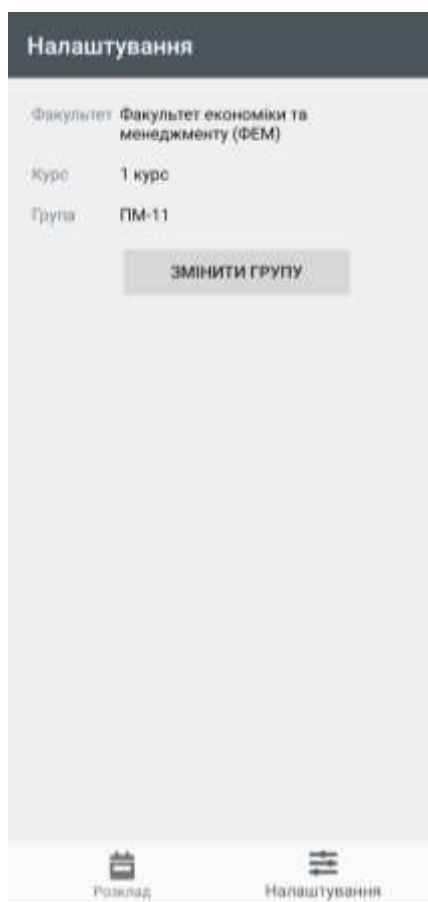 Налаштування
Факультет Факультет економіки та
менеджменту (ФЕМ)
Курс 1 курс
Група ПМ-11
ЗМІНИТИ ГРУПУ
Розклад Налаштування